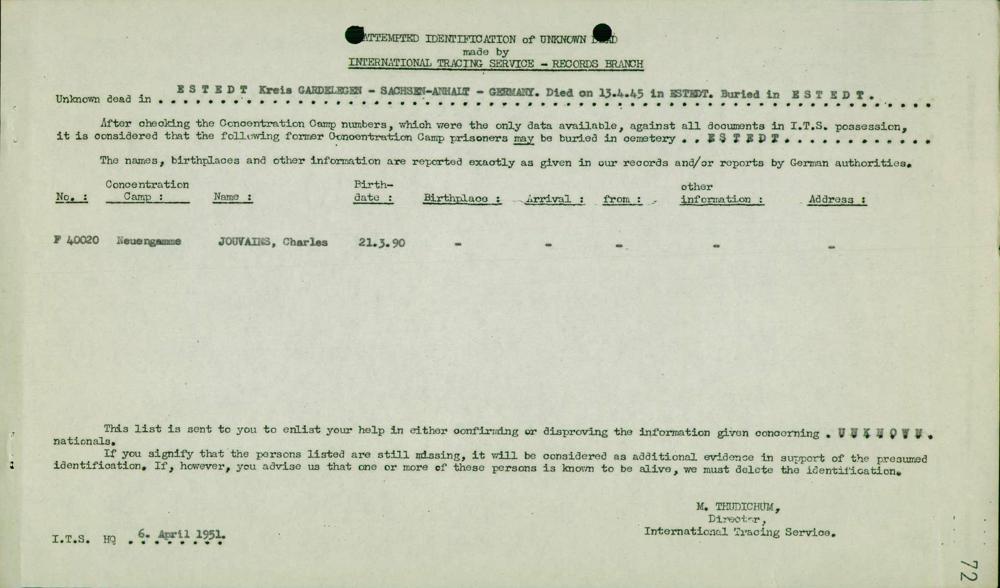 ATTEMPTED IDENTIFICATION of UNKNOWN DEAD
made by
INTERNATIONAL TRACING SERVICE - RECORDS BRANCH
Unknown dead in E S T E D T Kreis GARDELEGEN - SACHSEN-ANHALT - GERMANY. Died on 13.4.45 in ESTEDT. Buried in E S T E D T.
After checking the Concentration Camp numbers, which were the only data available, against all documents in I.T.S. possession,
it is considered that the following former Concentration Camp prisoners may be buried in cemetery . . E S T E D T . . . . . . . . . . . . .
The names, birthplaces and other information are reported exactly as given in our records and/or reports by German authorities.
No. : Concentration Camp : Name : Birth-date : Birthplace : Arrival : from : other information : Address :
F 40020 Neuengamme JOUVAINS, Charles 21.3.90 - - - - -
This list is sent to you to enlist your help in either confirming or disproving the information given concerning . U N K N O W N .
nationals.
If you signify that the persons listed are still missing, it will be considered as additional evidence in support of the presumed
identification. If, however, you advise us that one or more of these persons is known to be alive, we must delete the identification.
M. THUDICHUM,
Director,
International Tracing Service.
I.T.S. HQ . 6. April 1951.
72